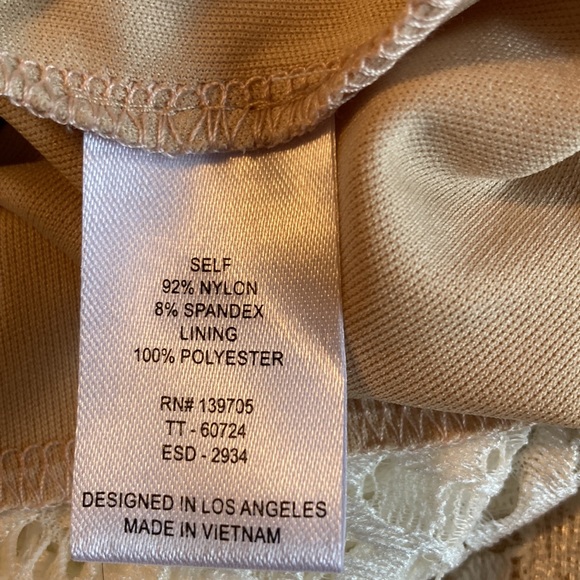 SELF
92% NYLON
8% SPANDEX
LINING
100% POLYESTER
RN# 139705
TT - 60724
ESD - 2934
DESIGNED IN LOS ANGELES
MADE IN VIETNAM